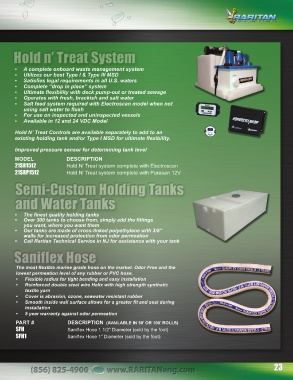 RARITAN
Hold n' Treat System
• A complete onboard waste management system
• Utilizes our best Type I & Type III MSD
• Satisfies legal requirements in all U.S. waters
• Complete "drop in place" system
• Ultimate flexibility with deck pump-out or treated sewage
• Operates with fresh, brackish and salt water
• Salt feed system required with Electroscan model when not
using salt water to flush
• For use on inspected and uninspected vessels
• Available in 12 and 24 VDC Model
Hold N' Treat Controls are available separately to add to an
existing holding tank and/or Type I MSD for ultimate flexibility.
Improved pressure sensor for determining tank level
MODEL DESCRIPTION
Hold N' Treat system complete with Electroscan
Hold N' Treat system complete with Purasan 12V
Semi-Custom Holding Tanks
and Water Tanks
• The finest quality holding tanks
• Over 300 tanks to choose from, simply add the fittings
you want, where you want them
• Our tanks are made of cross-linked polyethylene with 3/8"
walls for increased protection from odor permeation
• Call Raritan Technical Service in NJ for assistance with your tank
Saniflex Hose
The most flexible marine grade hose on the market. Odor Free and the
lowest permeation level of any rubber or PVC hose.
• Flexible radius for tight bending and easy installation
• Reinforced double steel wire Helix with high strength synthetic
textile yarn
• Cover is abrasion, ozone, seawater resistant rubber
• Smooth inside wall surface allows for a greater fit and seal during
installation
• 5 year warranty against odor permeation
PART # DESCRIPTION (AVAILABLE IN 50' OR 100' ROLLS)
SFH Saniflex Hose 1 1/2" Diameter (sold by the foot)
SFH1 Saniflex Hose 1" Diameter (sold by the foot)
(856) 825-4900 www.RARITANeng.com 23